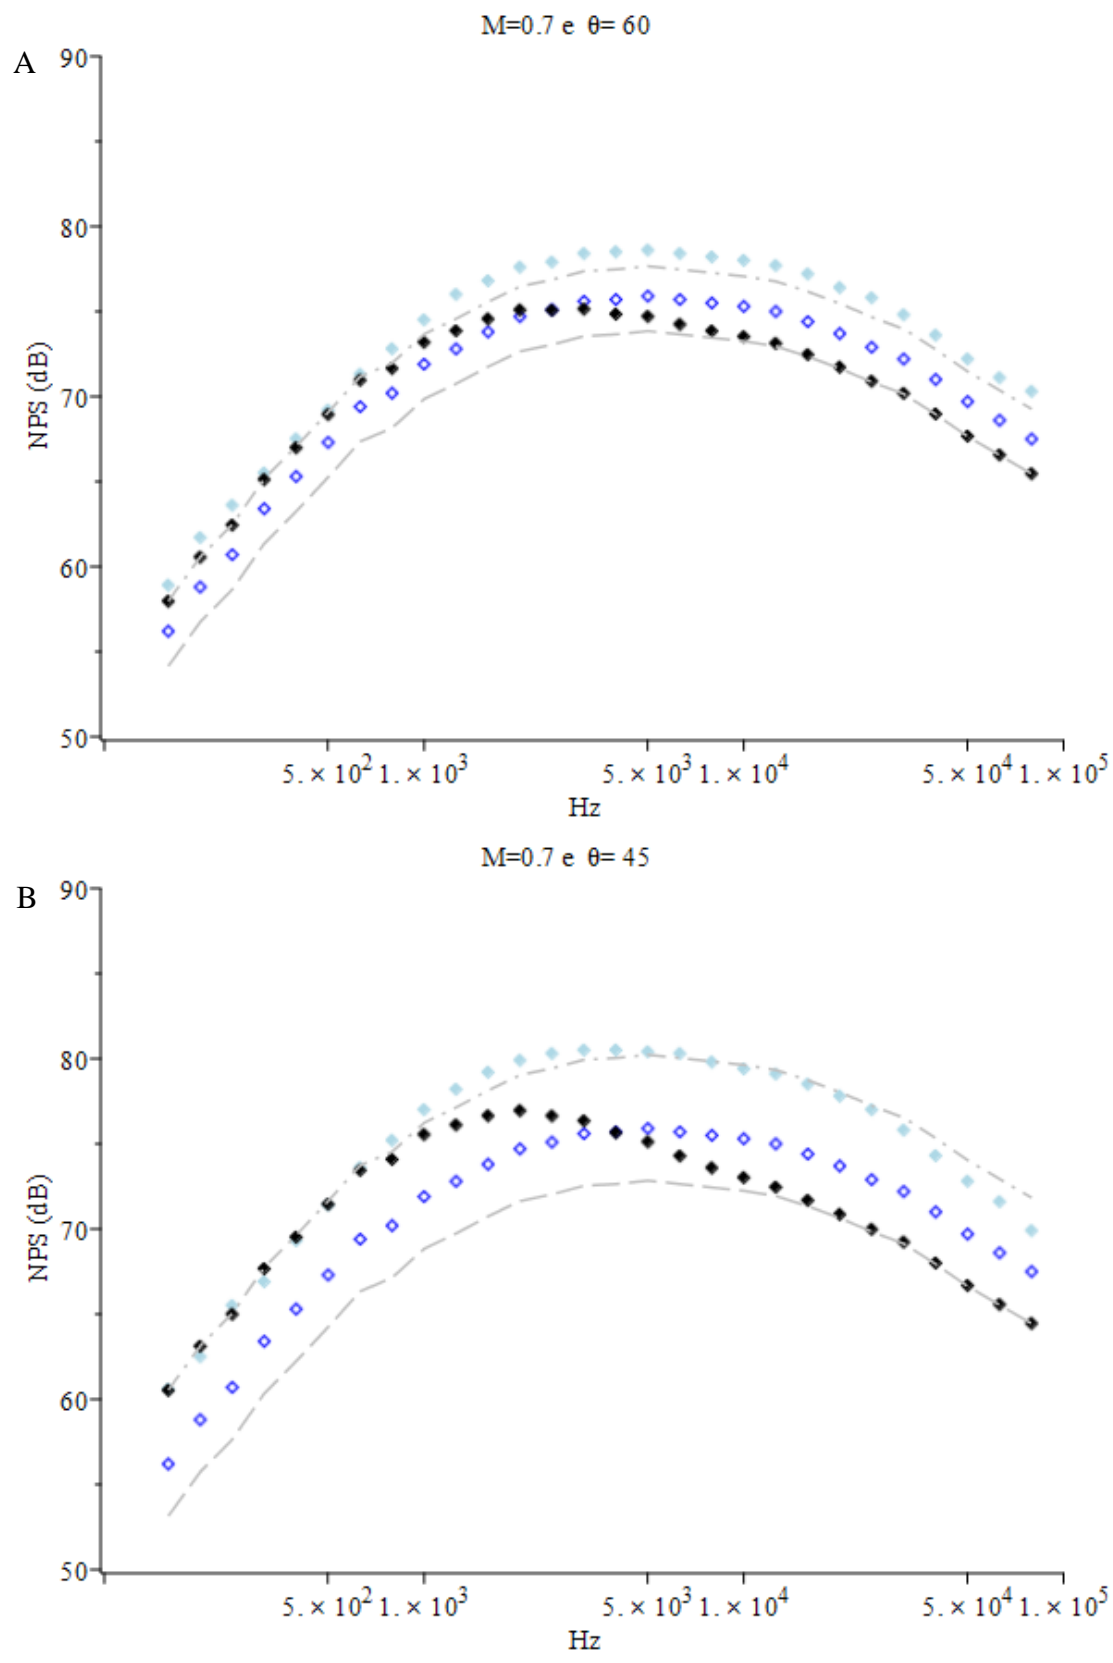 M=0.7 e θ= 60
A
90
80
NPS (dB)
70
60
50
5. × 10² 1. × 10³ 5. × 10³ 1. × 10⁴ 5. × 10⁴ 1. × 10⁵
Hz
M=0.7 e θ= 45
B
90
80
NPS (dB)
70
60
50
5. × 10² 1. × 10³ 5. × 10³ 1. × 10⁴ 5. × 10⁴ 1. × 10⁵
Hz